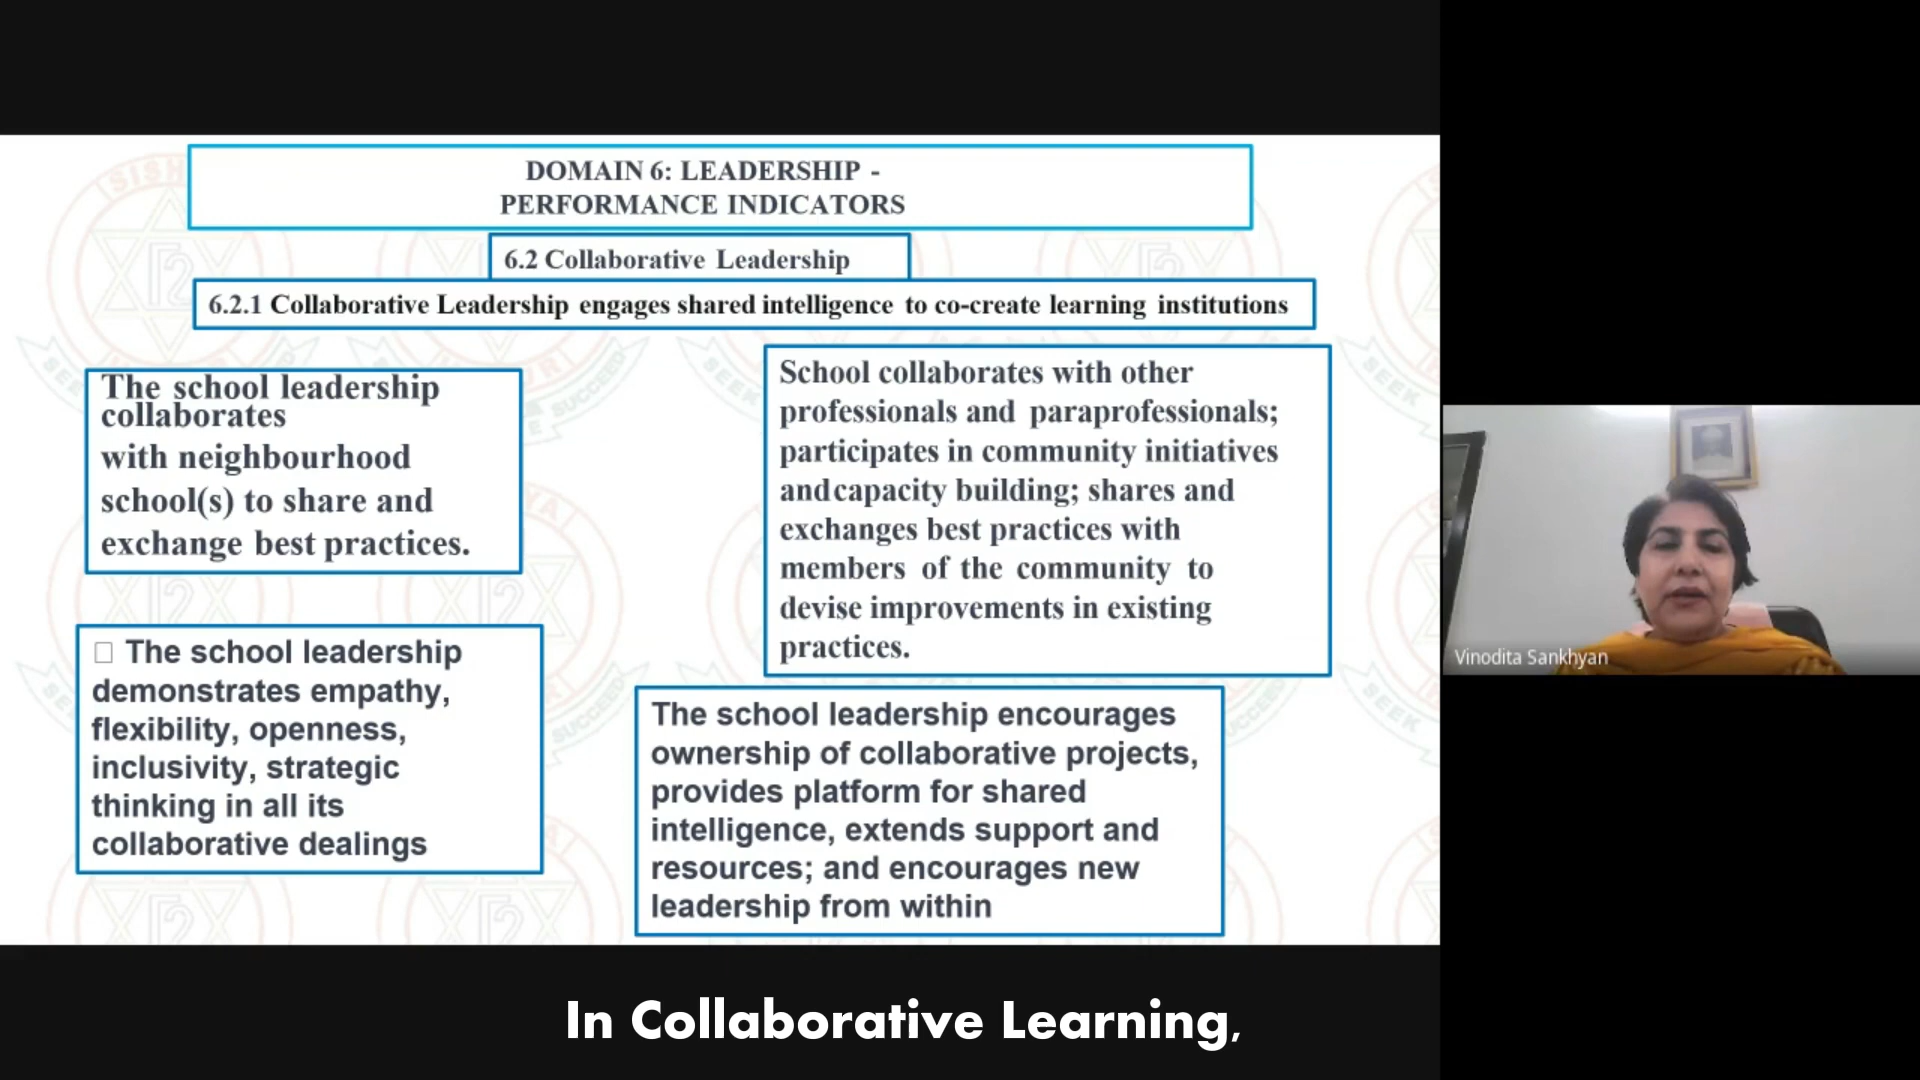 DOMAIN 6: LEADERSHIP -
PERFORMANCE INDICATORS
6.2 Collaborative Leadership
6.2.1 Collaborative Leadership engages shared intelligence to co-create learning institutions
The school leadership
collaborates
with neighbourhood
school(s) to share and
exchange best practices.
School collaborates with other
professionals and paraprofessionals;
participates in community initiatives
andcapacity building; shares and
exchanges best practices with
members of the community to
devise improvements in existing
practices.
□ The school leadership
demonstrates empathy,
flexibility, openness,
inclusivity, strategic
thinking in all its
collaborative dealings
The school leadership encourages
ownership of collaborative projects,
provides platform for shared
intelligence, extends support and
resources; and encourages new
leadership from within
Vinodita Sankhyan
In Collaborative Learning,